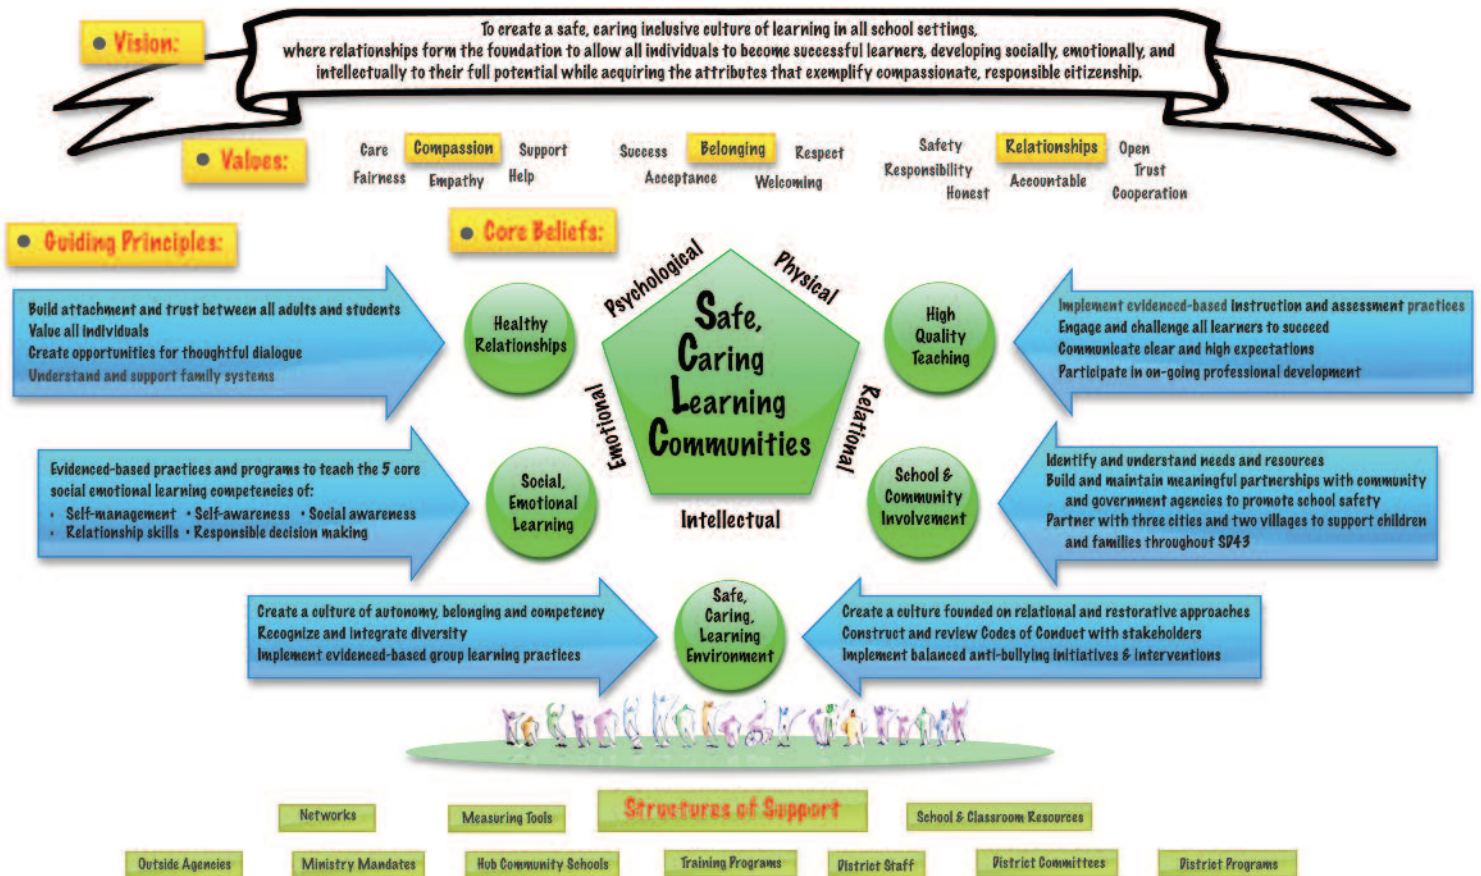 Vision:
To create a safe, caring inclusive culture of learning in all school settings,
where relationships form the foundation to allow all individuals to become successful learners, developing socially, emotionally, and
intellectually to their full potential while acquiring the attributes that exemplify compassionate, responsible citizenship.
Values:
Care Compassion Support
Fairness Empathy Help
Success Belonging Respect
Acceptance Welcoming
Safety Relationships Open
Responsibility Accountable Trust
Honest Cooperation
Guiding Principles:
Core Beliefs:
Build attachment and trust between all adults and students
Value all individuals
Create opportunities for thoughtful dialogue
Understand and support family systems
Healthy
Relationships
Psychological
Physical
Emotional
Relational
Intellectual
Safe,
Caring
Learning
Communities
High
Quality
Teaching
Implement evidenced-based instruction and assessment practices
Engage and challenge all learners to succeed
Communicate clear and high expectations
Participate in on-going professional development
Evidenced-based practices and programs to teach the 5 core
social emotional learning competencies of:
• Self-management • Self-awareness • Social awareness
• Relationship skills • Responsible decision making
Social,
Emotional
Learning
School &
Community
Involvement
Identify and understand needs and resources
Build and maintain meaningful partnerships with community
and government agencies to promote school safety
Partner with three cities and two villages to support children
and families throughout SD43
Create a culture of autonomy, belonging and competency
Recognize and integrate diversity
Implement evidenced-based group learning practices
Safe,
Caring,
Learning
Environment
Create a culture founded on relational and restorative approaches
Construct and review Codes of Conduct with stakeholders
Implement balanced anti-bullying initiatives & interventions
Structures of Support
Networks
Measuring Tools
School & Classroom Resources
Outside Agencies
Ministry Mandates
Hub Community Schools
Training Programs
District Staff
District Committees
District Programs